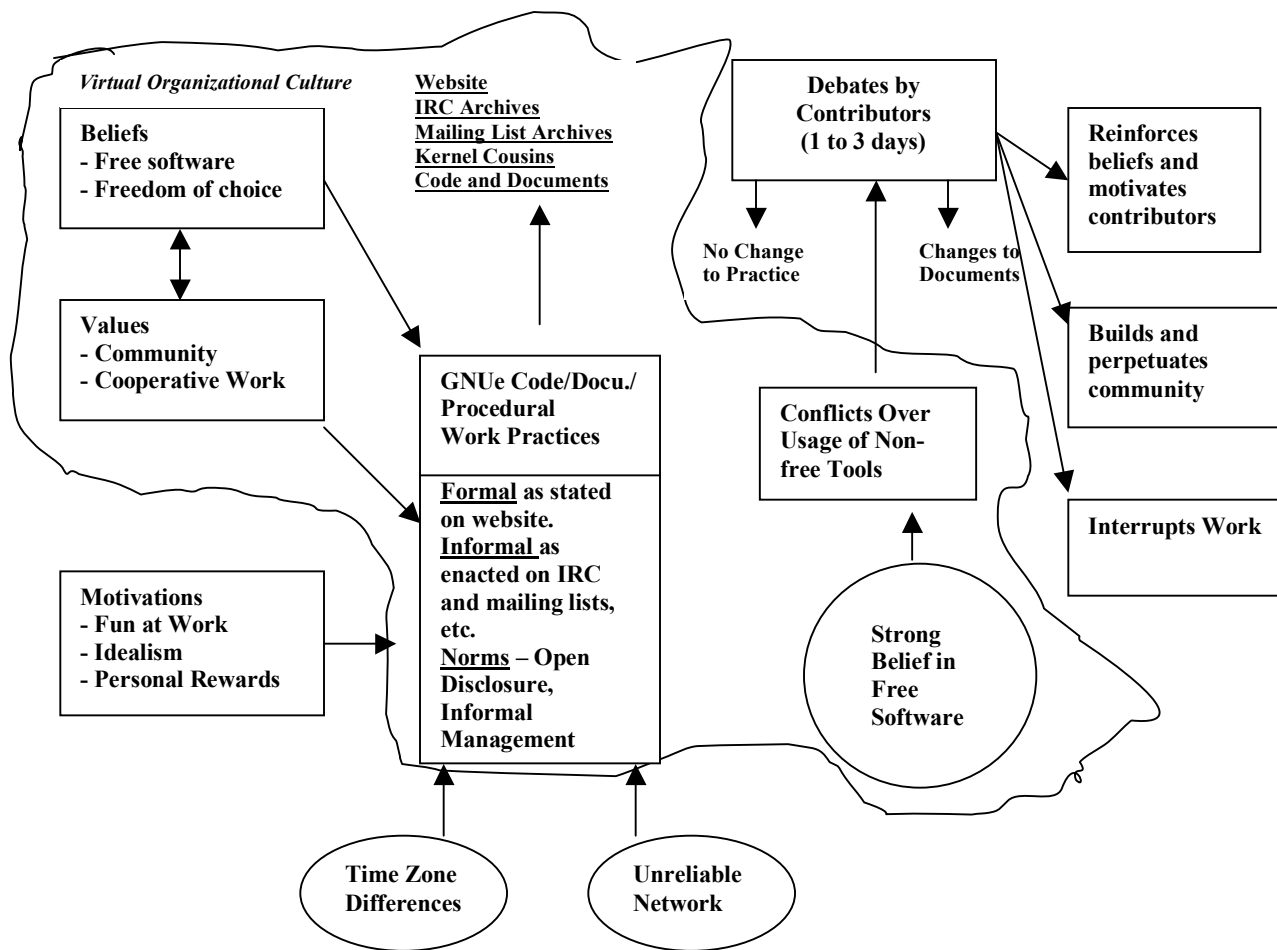 Virtual Organizational Culture
Beliefs
- Free software
- Freedom of choice
Values
- Community
- Cooperative Work
Motivations
- Fun at Work
- Idealism
- Personal Rewards
Website
IRC Archives
Mailing List Archives
Kernel Cousins
Code and Documents
GNUe Code/Docu./
Procedural
Work Practices
Formal as stated
on website.
Informal as
enacted on IRC
and mailing lists,
etc.
Norms – Open
Disclosure,
Informal
Management
Time Zone
Differences
Unreliable
Network
Debates by
Contributors
(1 to 3 days)
No Change
to Practice
Changes to
Documents
Conflicts Over
Usage of Non-
free Tools
Strong
Belief in
Free
Software
Reinforces
beliefs and
motivates
contributors
Builds and
perpetuates
community
Interrupts Work